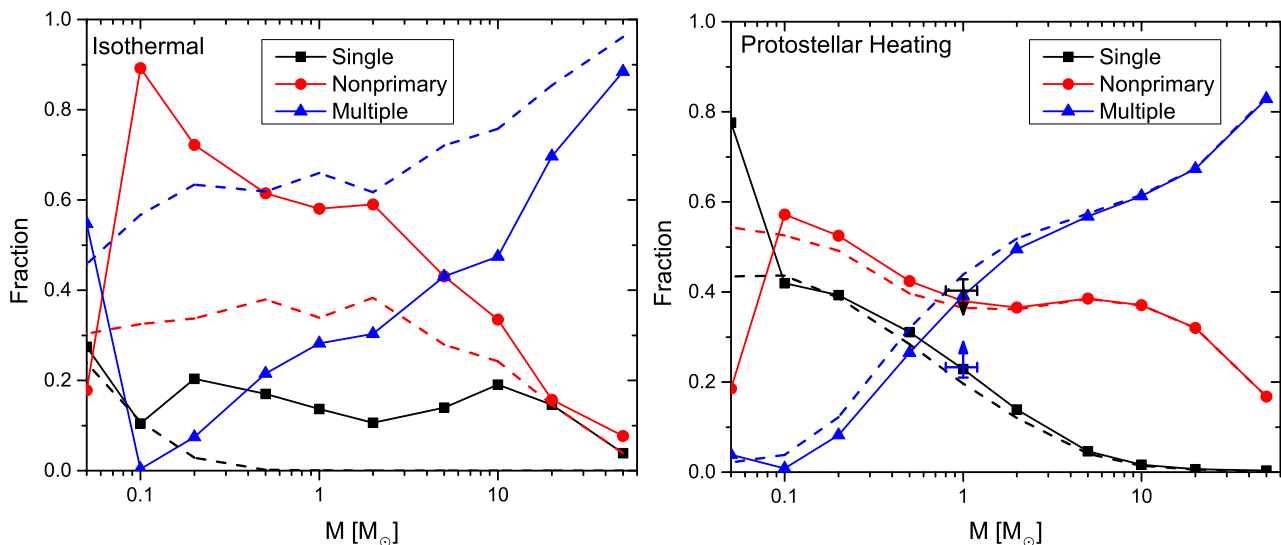 Isothermal
Single
Nonprimary
Multiple
1.0
0.8
0.6
0.4
0.2
0.0
Fraction
0.1
1
10
M [M☉]
Protostellar Heating
Single
Nonprimary
Multiple
1.0
0.8
0.6
0.4
0.2
0.0
Fraction
0.1
1
10
M [M☉]